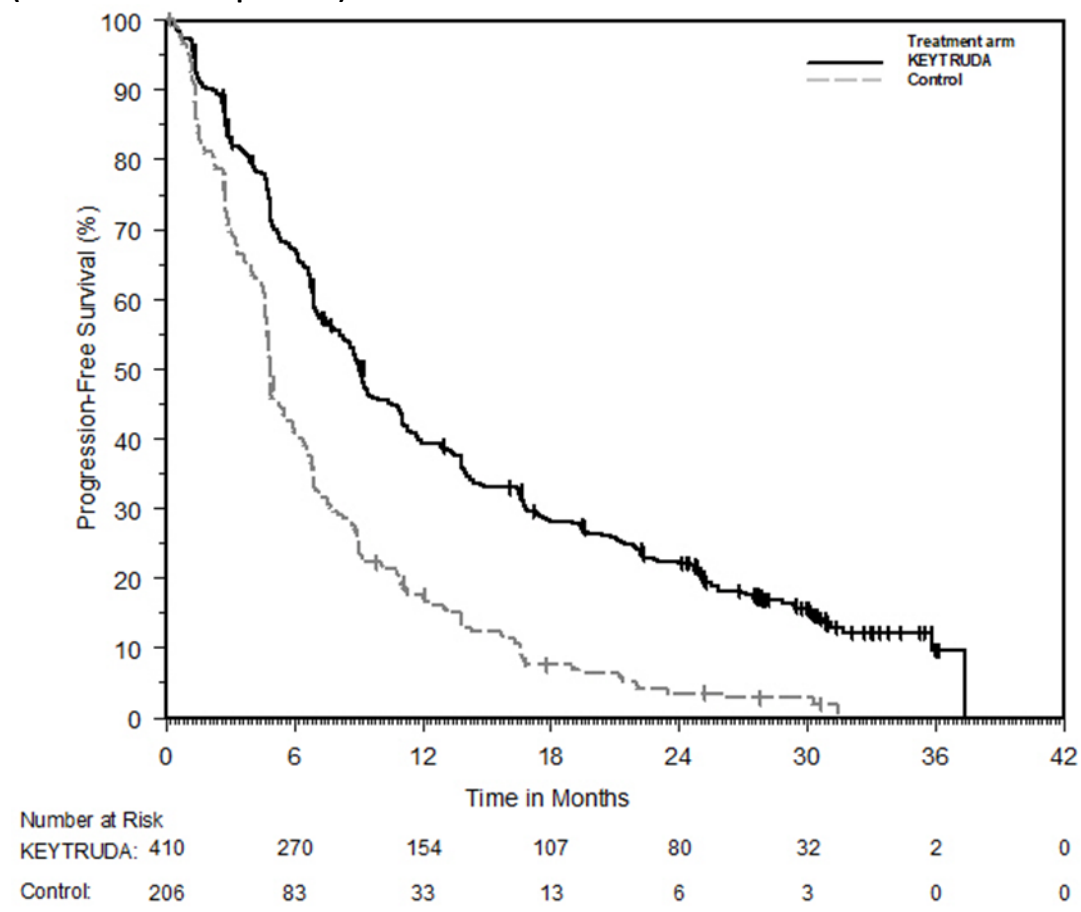 100
90
80
70
60
50
40
30
20
10
0
Progression-Free Survival (%)
Treatment arm
KEYTRUDA
Control
0 6 12 18 24 30 36 42
Time in Months
Number at Risk
KEYTRUDA: 410 270 154 107 80 32 2 0
Control: 206 83 33 13 6 3 0 0